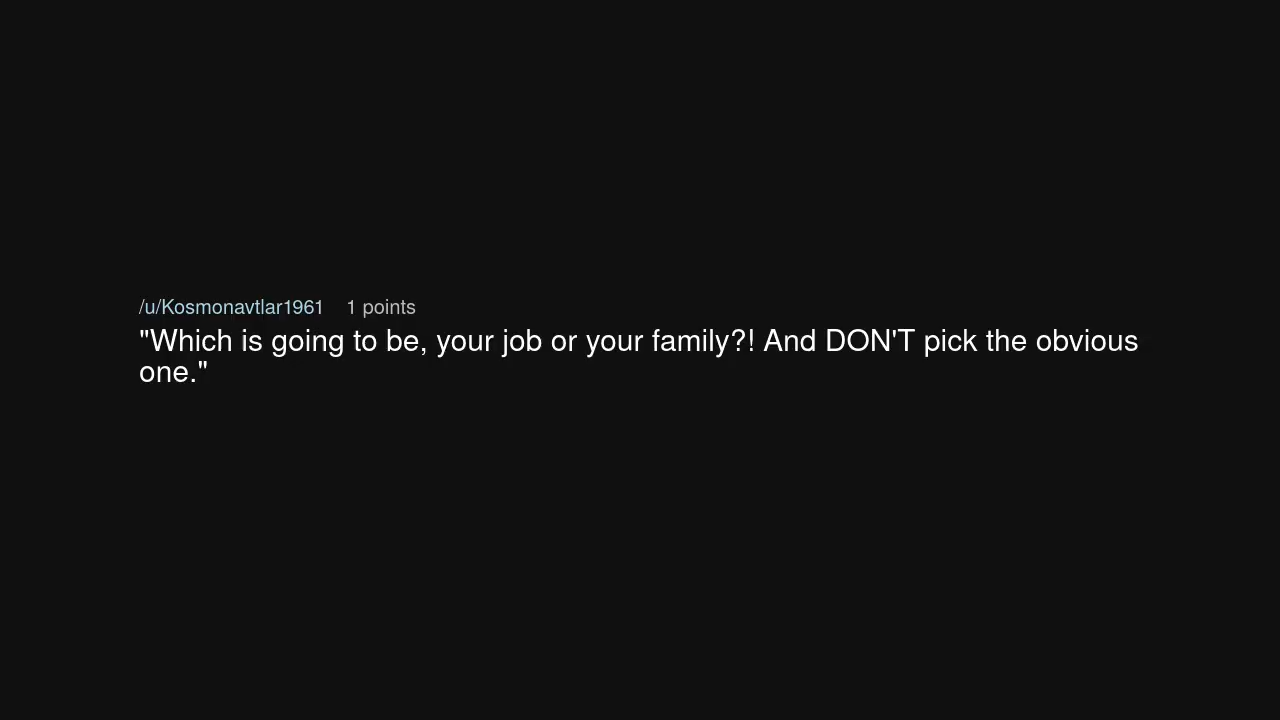 /u/Kosmonavtlar1961 1 points
"Which is going to be, your job or your family?! And DON'T pick the obvious
one."